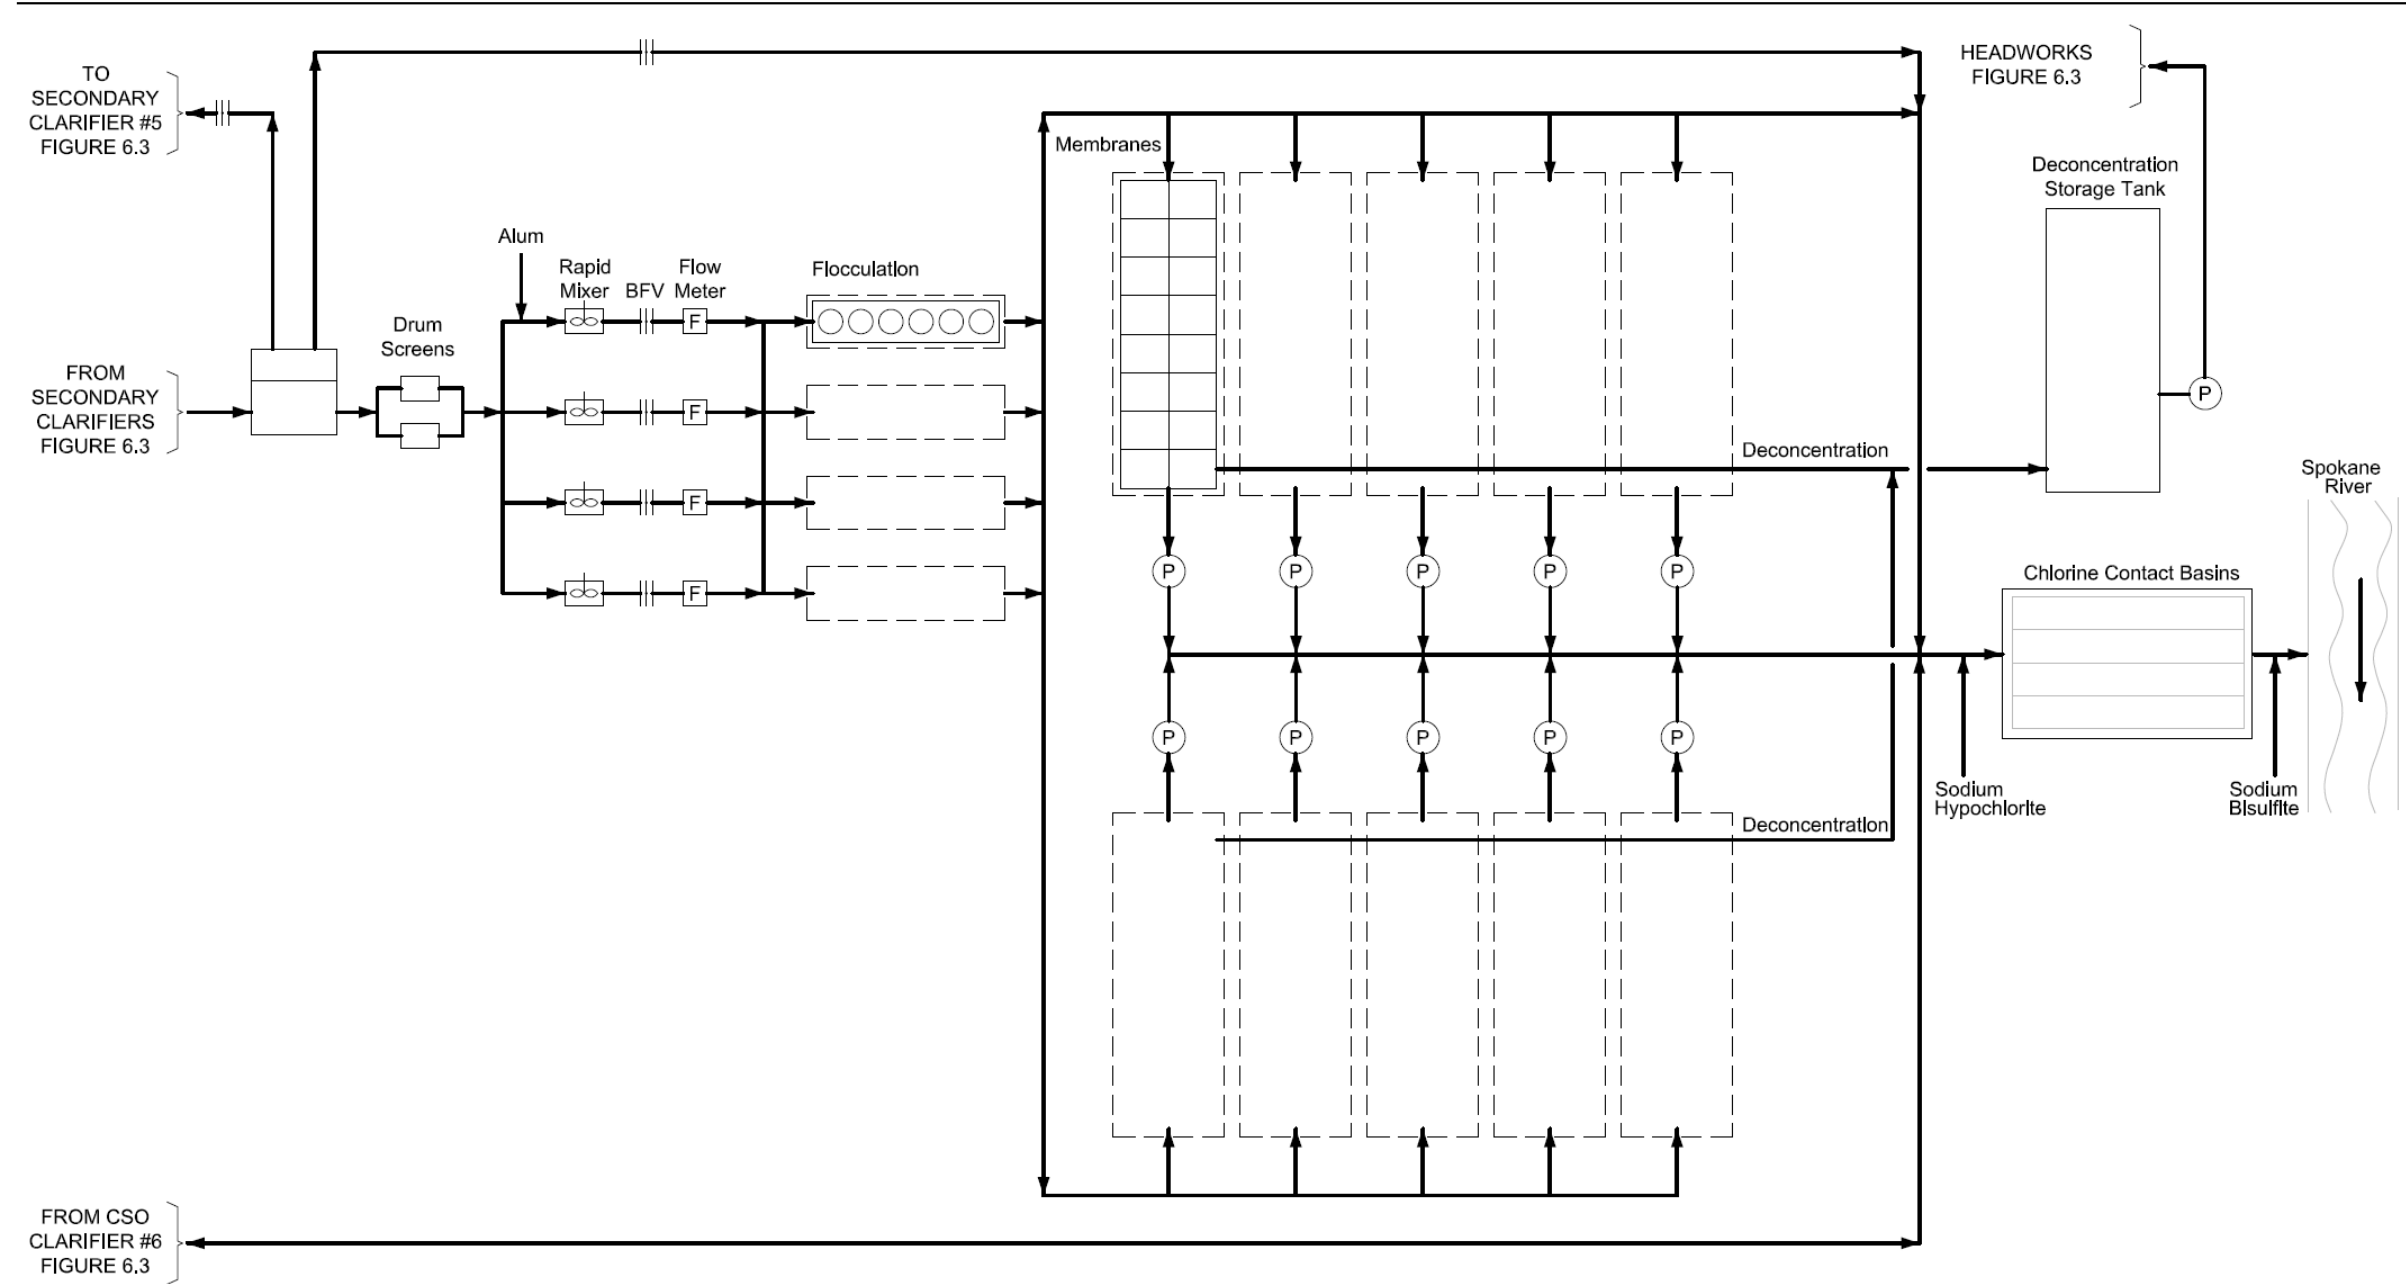 TO
SECONDARY
CLARIFIER #5
FIGURE 6.3
HEADWORKS
FIGURE 6.3
Membranes
Deconcentration
Storage Tank
Alum
Rapid
Mixer
BFV
Flow
Meter
Flocculation
Drum
Screens
FROM
SECONDARY
CLARIFIERS
FIGURE 6.3
F
F
F
F
P
Deconcentration
Spokane
River
P
P
P
P
P
Chlorine Contact Basins
P
P
P
P
P
Sodium
Hypochlorite
Sodium
Bisulfite
Deconcentration
FROM CSO
CLARIFIER #6
FIGURE 6.3